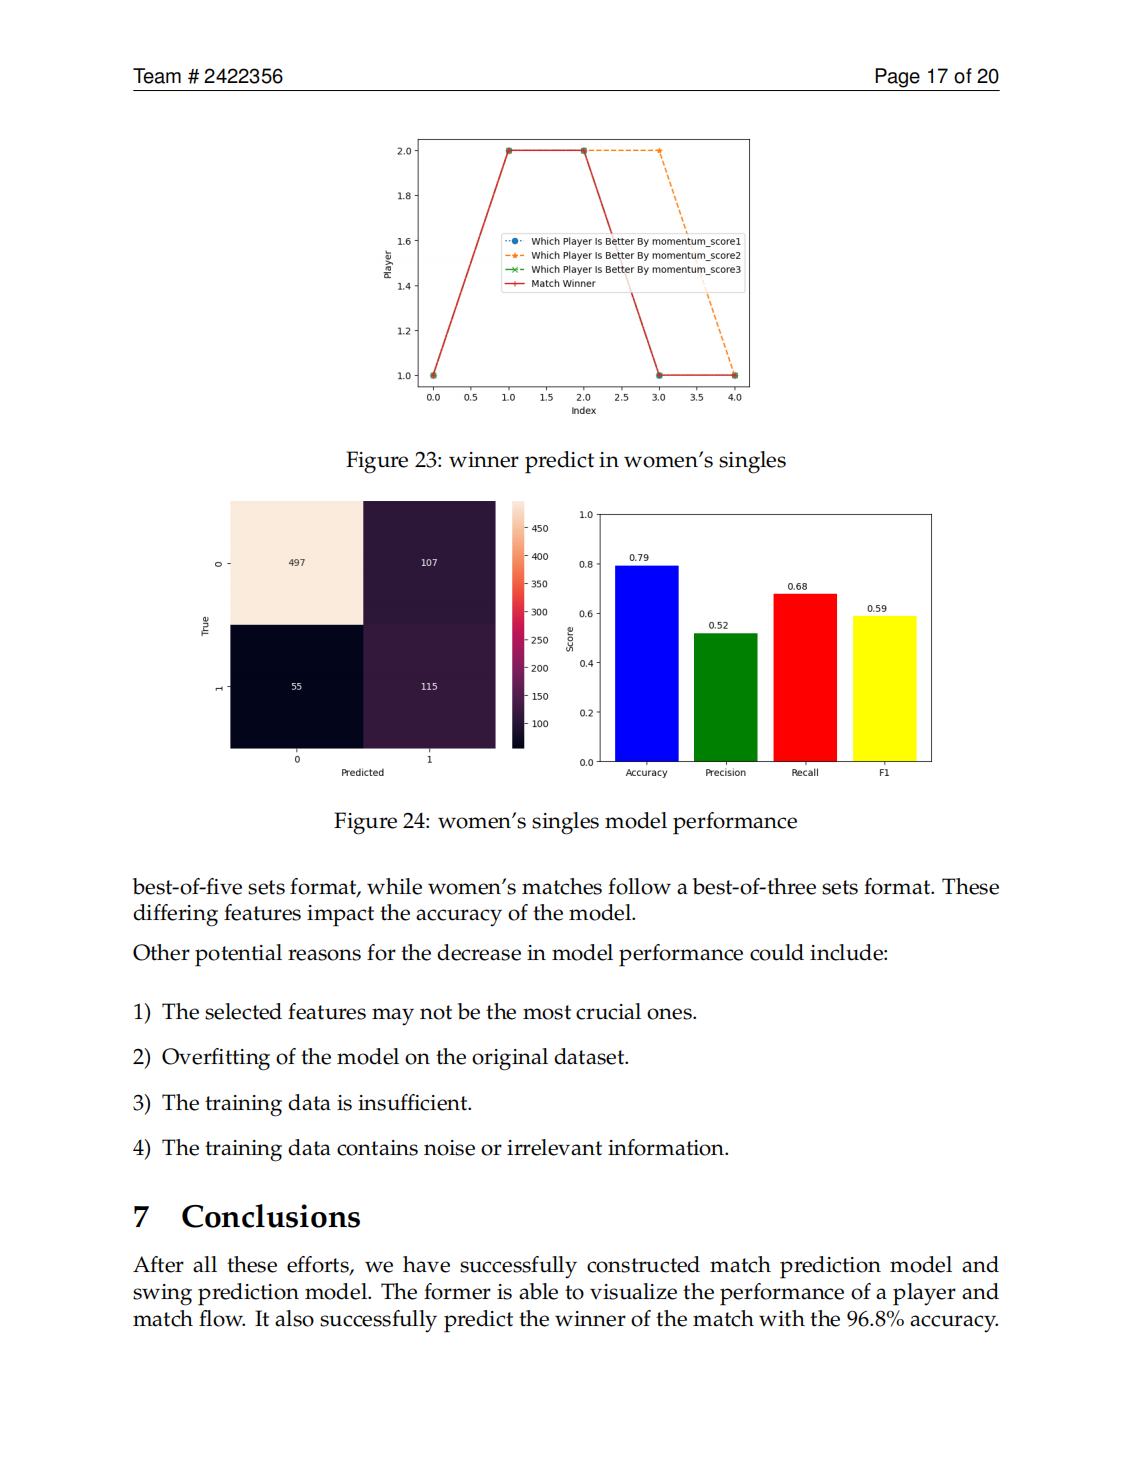 Team # 2422356 Page 17 of 20
2.0
1.8
1.6
1.4
1.2
1.0
Player
Which Player Is Better By momentum_score1
Which Player Is Better By momentum_score2
Which Player Is Better By momentum_score3
Match Winner
0.0 0.5 1.0 1.5 2.0 2.5 3.0 3.5 4.0
Index
Figure 23: winner predict in women's singles
497 107
55 115
0
1
True
0 1
Predicted
450
400
350
300
250
200
150
100
1.0
0.8
0.6
0.4
0.2
0.0
Score
0.79
0.52
0.68
0.59
Accuracy Precision Recall F1
Figure 24: women's singles model performance
best-of-five sets format, while women's matches follow a best-of-three sets format. These
differing features impact the accuracy of the model.
Other potential reasons for the decrease in model performance could include:
1) The selected features may not be the most crucial ones.
2) Overfitting of the model on the original dataset.
3) The training data is insufficient.
4) The training data contains noise or irrelevant information.
7 Conclusions
After all these efforts, we have successfully constructed match prediction model and
swing prediction model. The former is able to visualize the performance of a player and
match flow. It also successfully predict the winner of the match with the 96.8% accuracy.